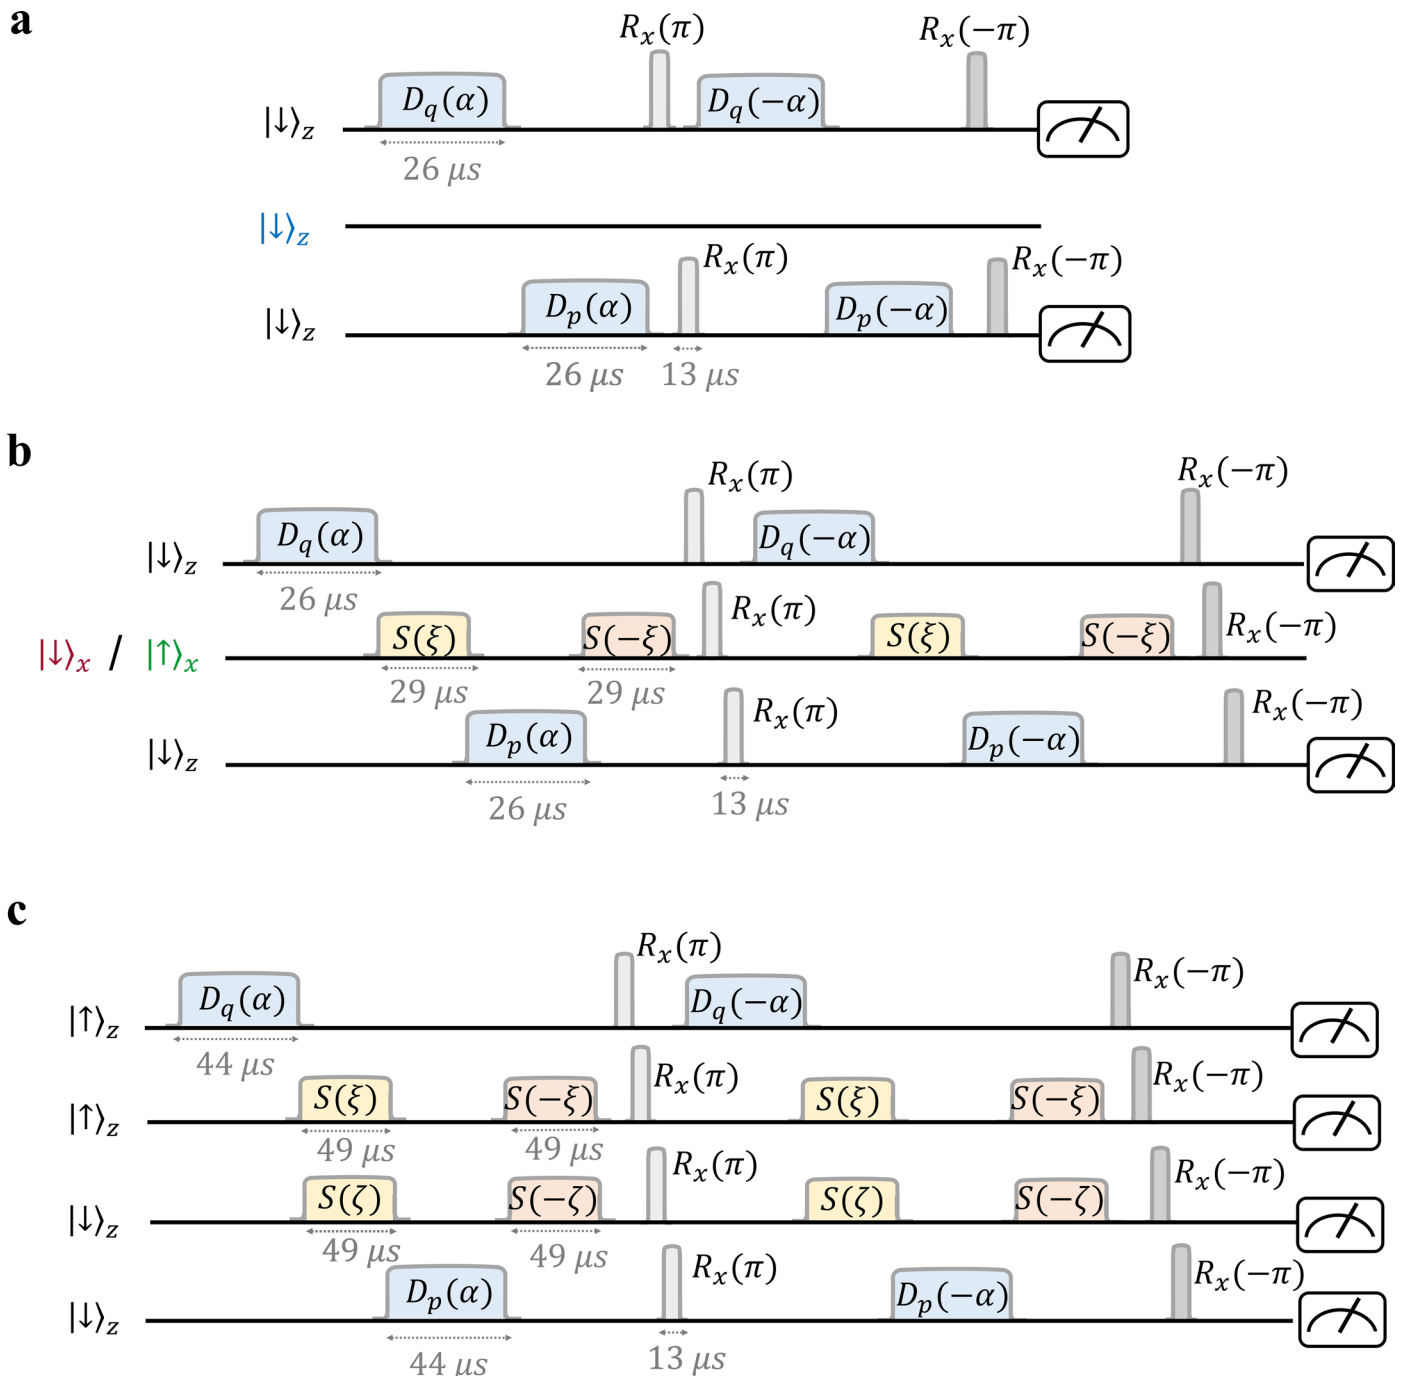 a
R_x(π) R_x(−π)
D_q(α) D_q(−α)
|↓⟩_z
26 μs
|↓⟩_z
R_x(π) R_x(−π)
D_p(α) D_p(−α)
|↓⟩_z
26 μs 13 μs
b
R_x(π) R_x(−π)
D_q(α) D_q(−α)
|↓⟩_z
26 μs
R_x(π) R_x(−π)
|↓⟩_x / |↑⟩_x S(ξ) S(−ξ) S(ξ) S(−ξ)
29 μs 29 μs
R_x(π) R_x(−π)
|↓⟩_z D_p(α) D_p(−α)
26 μs 13 μs
c
R_x(π) R_x(−π)
D_q(α) D_q(−α)
|↑⟩_z
44 μs
R_x(π) R_x(−π)
S(ξ) S(−ξ) S(ξ) S(−ξ)
|↑⟩_z
49 μs 49 μs
R_x(π) R_x(−π)
S(ζ) S(−ζ) S(ζ) S(−ζ)
|↓⟩_z
49 μs 49 μs
R_x(π) R_x(−π)
D_p(α) D_p(−α)
|↓⟩_z
44 μs 13 μs